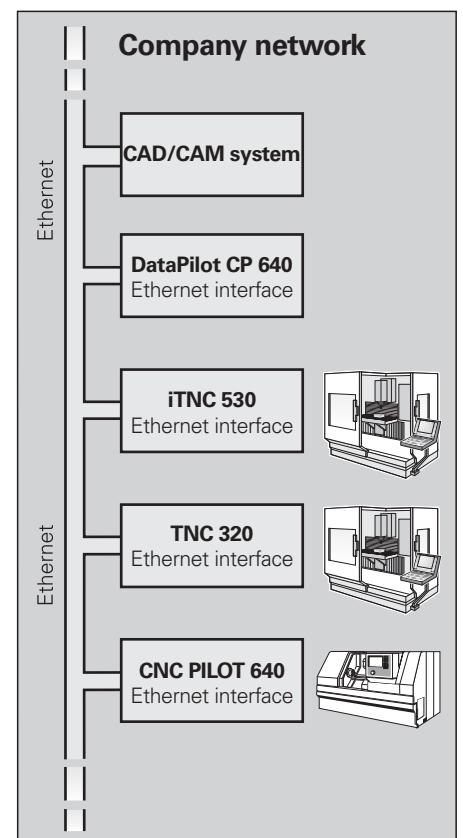 Company network
Ethernet
CAD/CAM system
DataPilot CP 640
Ethernet interface
iTNC 530
Ethernet interface
Ethernet
TNC 320
Ethernet interface
CNC PILOT 640
Ethernet interface